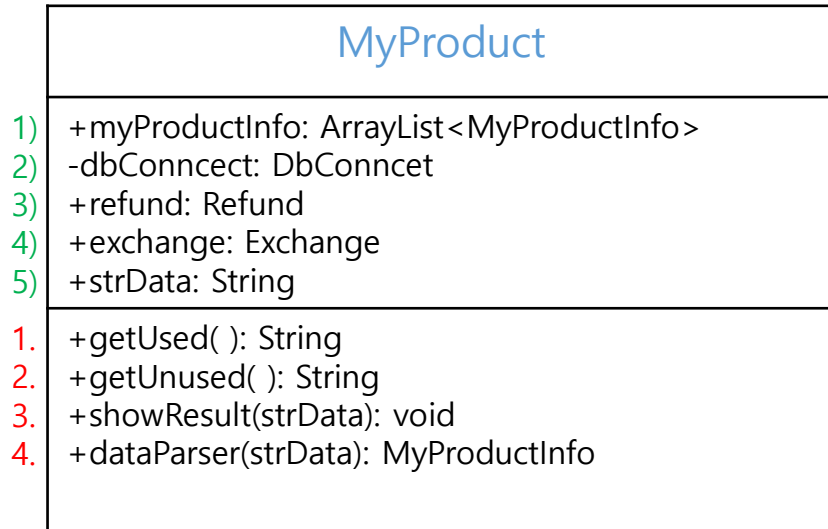 MyProduct
1) +myProductInfo: ArrayList<MyProductInfo>
2) -dbConncect: DbConncet
3) +refund: Refund
4) +exchange: Exchange
5) +strData: String
1. +getUsed( ): String
2. +getUnused( ): String
3. +showResult(strData): void
4. +dataParser(strData): MyProductInfo